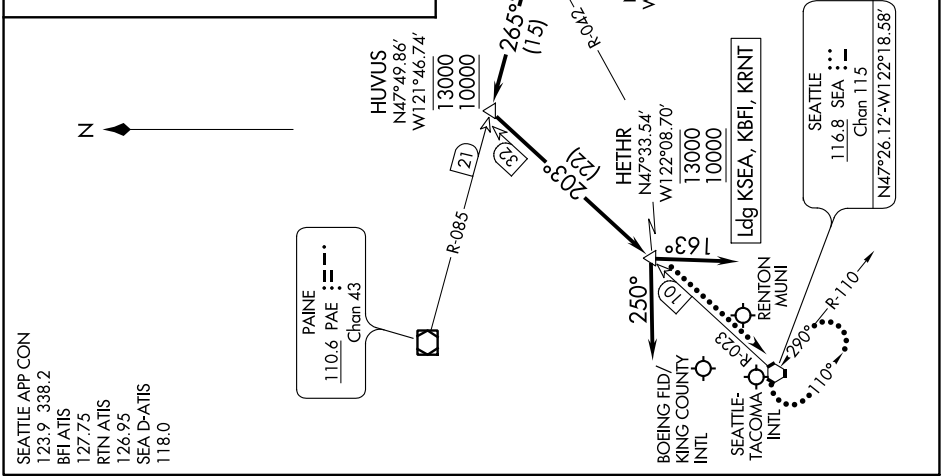 SEATTLE APP CON
123.9 338.2
BFI ATIS
127.75
RTN ATIS
126.95
SEA D-ATIS
118.0
N
PAINE
110.6 PAE
Chan 43
R-085
21
HUVUS
N47°49.86'
W121°46.74'
13000
10000
265°
(15)
R-042
32
203°
(22)
HETHR
N47°33.54'
W122°08.70'
13000
10000
Ldg KSEA, KBFI, KRNT
250°
163°
10
R-023
BOEING FLD/
KING COUNTY
INTL
RENTON
MUNI
SEATTLE-
TACOMA
INTL
290°
R-110
110°
SEATTLE
116.8 SEA
Chan 115
N47°26.12'-W122°18.58'